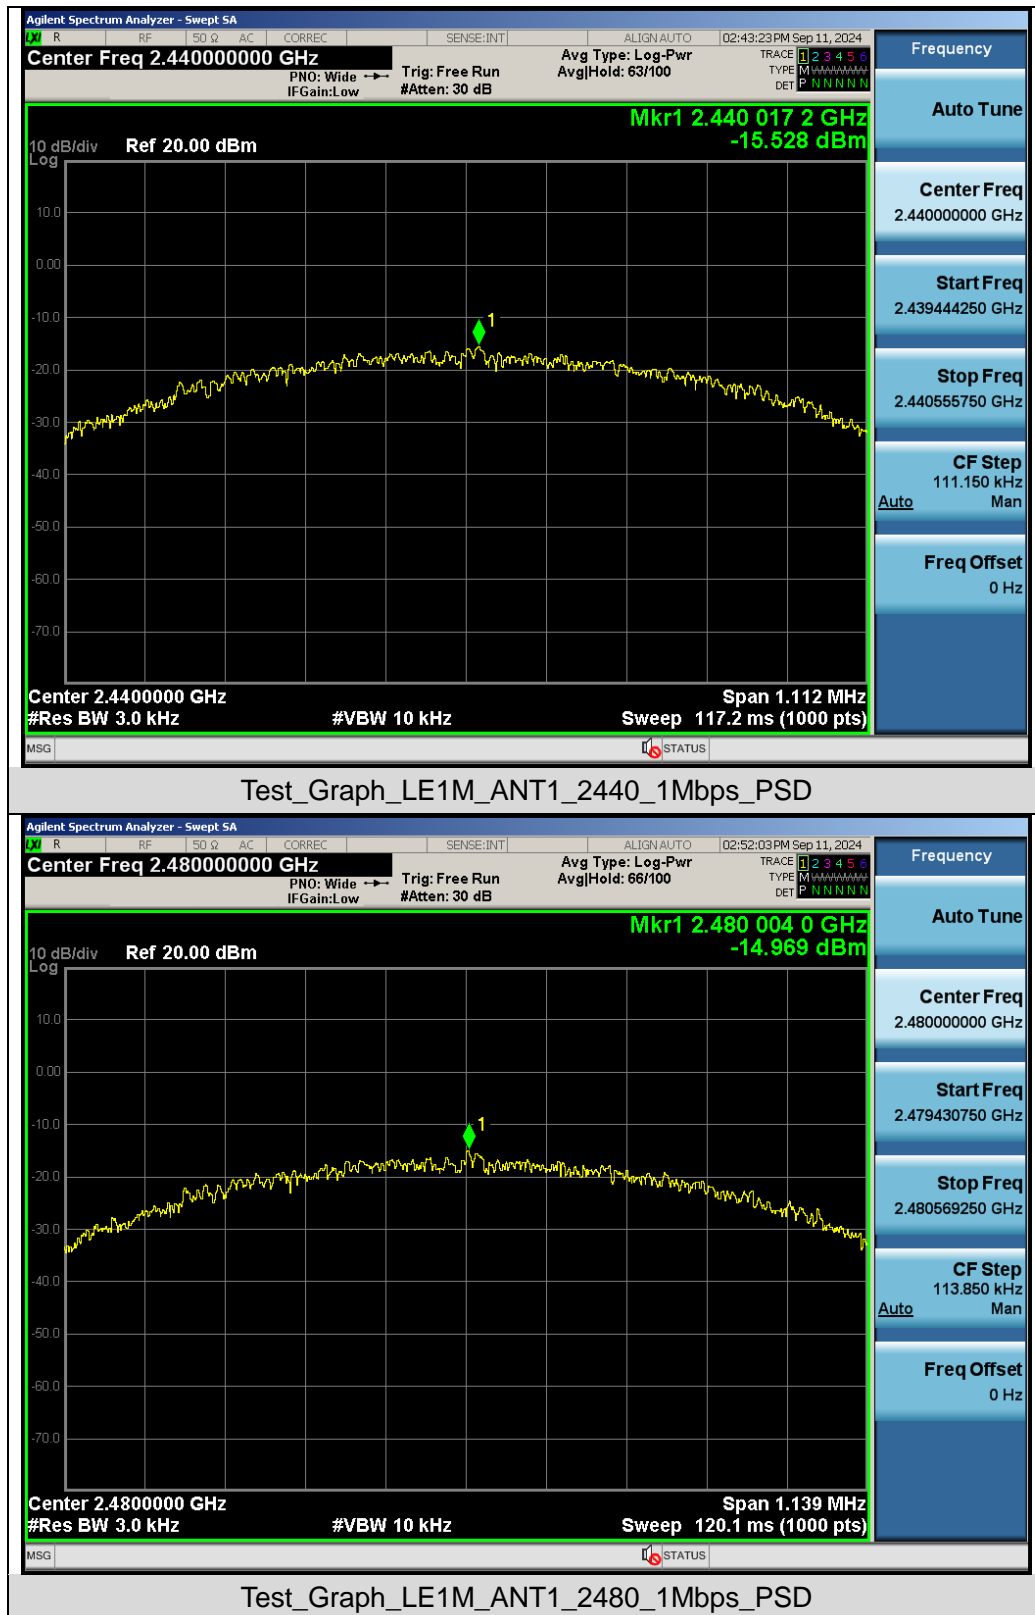 Agilent Spectrum Analyzer - Swept SA
LXI R RF 50 Ω AC CORREC SENSE:INT ALIGN AUTO 02:43:23 PM Sep 11, 2024
Center Freq 2.440000000 GHz
PNO: Wide
IFGain:Low
Trig: Free Run
#Atten: 30 dB
Avg Type: Log-Pwr
Avg|Hold: 63/100
TRACE 1 2 3 4 5 6
TYPE M
DET P N N N N N
Mkr1 2.440 017 2 GHz
-15.528 dBm
10 dB/div Ref 20.00 dBm
Log
10.0
0.00
-10.0
-20.0
-30.0
-40.0
-50.0
-60.0
-70.0
1
Center 2.4400000 GHz Span 1.112 MHz
#Res BW 3.0 kHz #VBW 10 kHz Sweep 117.2 ms (1000 pts)
MSG STATUS
Frequency
Auto Tune
Center Freq
2.440000000 GHz
Start Freq
2.439444250 GHz
Stop Freq
2.440555750 GHz
CF Step
111.150 kHz
Auto Man
Freq Offset
0 Hz
Test_Graph_LE1M_ANT1_2440_1Mbps_PSD
Agilent Spectrum Analyzer - Swept SA
LXI R RF 50 Ω AC CORREC SENSE:INT ALIGN AUTO 02:52:03 PM Sep 11, 2024
Center Freq 2.480000000 GHz
PNO: Wide
IFGain:Low
Trig: Free Run
#Atten: 30 dB
Avg Type: Log-Pwr
Avg|Hold: 66/100
TRACE 1 2 3 4 5 6
TYPE M
DET P N N N N N
Mkr1 2.480 004 0 GHz
-14.969 dBm
10 dB/div Ref 20.00 dBm
Log
10.0
0.00
-10.0
-20.0
-30.0
-40.0
-50.0
-60.0
-70.0
1
Center 2.4800000 GHz Span 1.139 MHz
#Res BW 3.0 kHz #VBW 10 kHz Sweep 120.1 ms (1000 pts)
MSG STATUS
Frequency
Auto Tune
Center Freq
2.480000000 GHz
Start Freq
2.479430750 GHz
Stop Freq
2.480569250 GHz
CF Step
113.850 kHz
Auto Man
Freq Offset
0 Hz
Test_Graph_LE1M_ANT1_2480_1Mbps_PSD